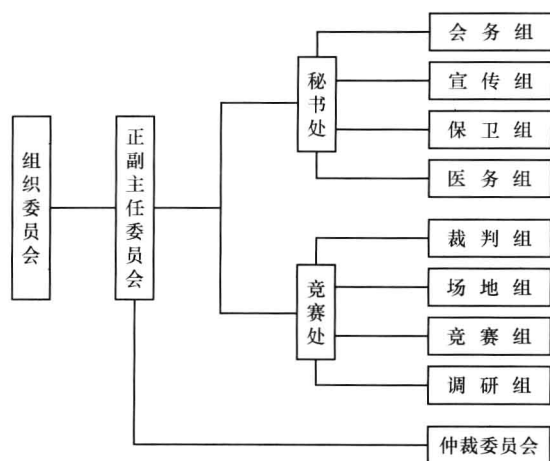 组织委员会
正副主任委员会
秘书处
会务组
宣传组
保卫组
医务组
竞赛处
裁判组
场地组
竞赛组
调研组
仲裁委员会